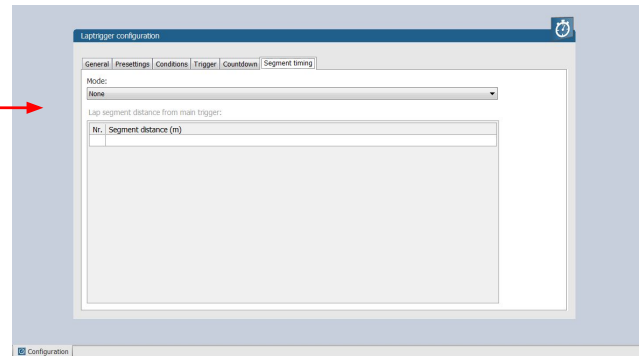 Laptrigger configuration
General Presettings Conditions Trigger Countdown Segment timing
Mode:
None
Lap segment distance from main trigger:
Nr. Segment distance (m)
Configuration